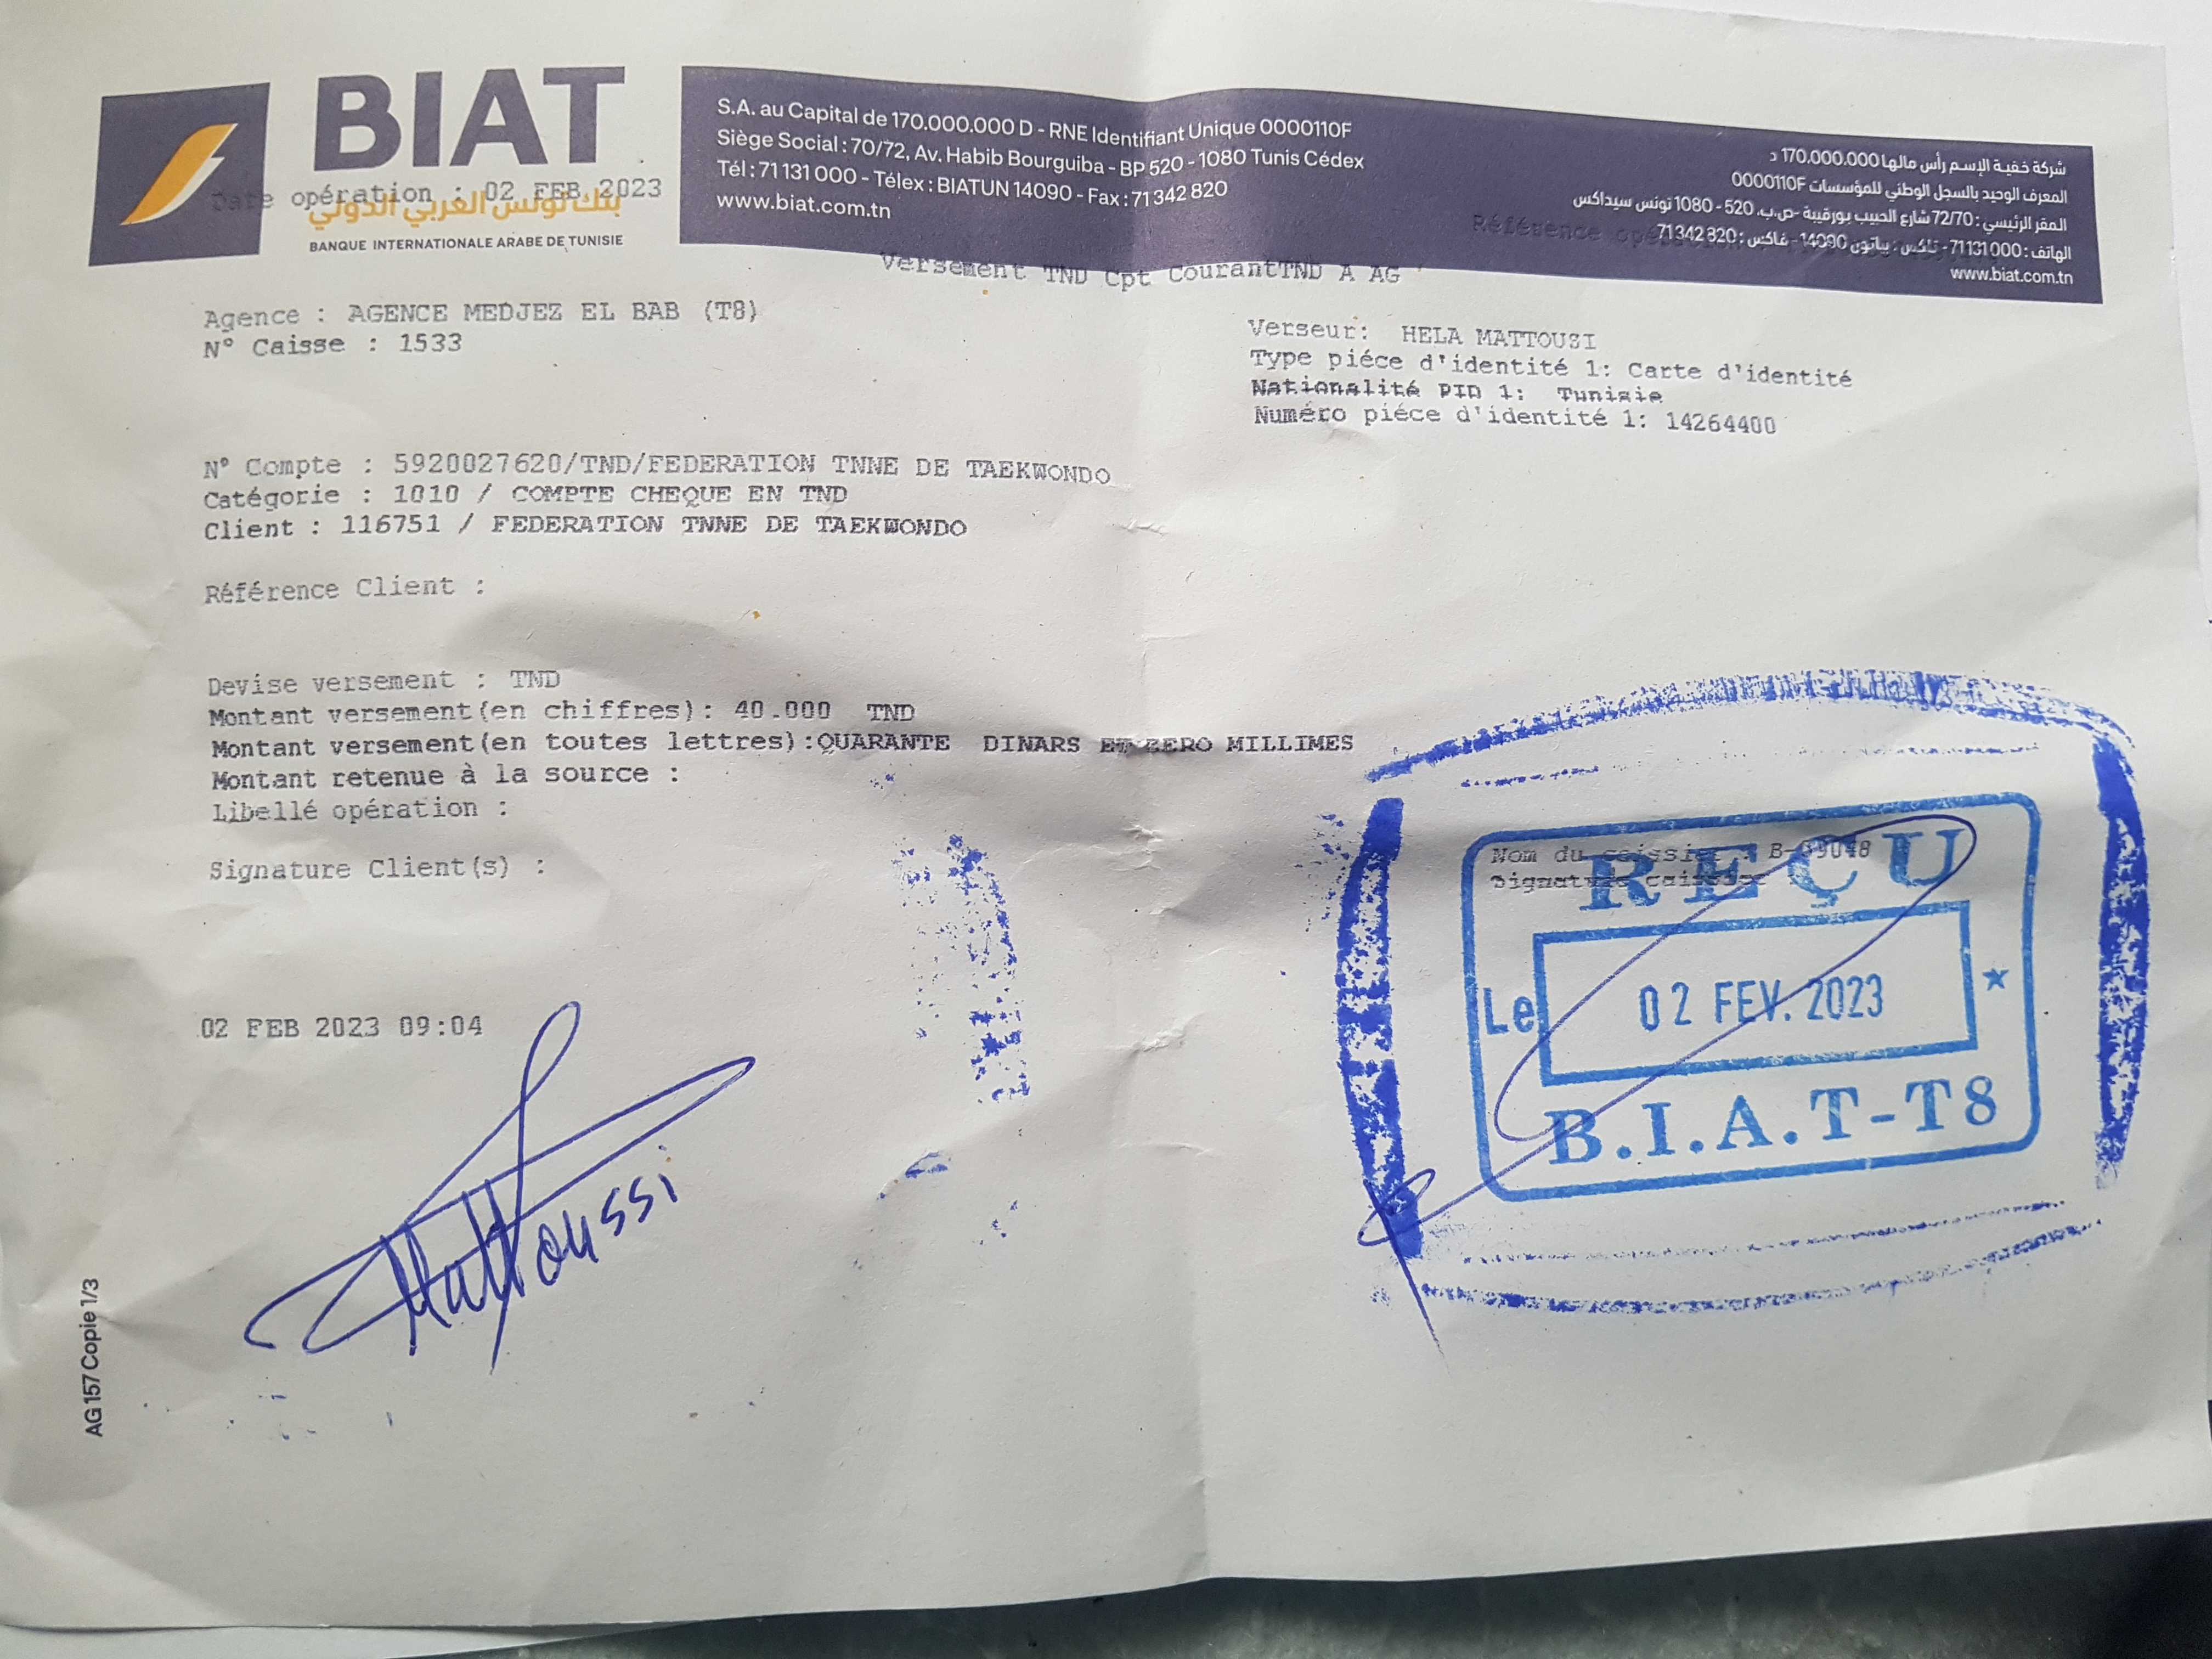 BIAT
بنك تونس العربي الدولي
BANQUE INTERNATIONALE ARABE DE TUNISIE
Date opération : 02 FEB 2023
S.A. au Capital de 170.000.000 D - RNE Identifiant Unique 0000110F
Siège Social : 70/72, Av. Habib Bourguiba - BP 520 - 1080 Tunis Cédex
Tél : 71 131 000 - Télex : BIATUN 14090 - Fax : 71 342 820
www.biat.com.tn
شركة خفية الإسم رأس مالها 170.000.000 د
المعرف الوحيد بالسجل الوطني للمؤسسات 0000110F
المقر الرئيسي : 72/70 شارع الحبيب بورقيبة -ص.ب. 520 - 1080 تونس سيداكس
الهاتف : 71131000 - تلكس : بياتون 14090 - فاكس : 71342820
www.biat.com.tn
Référence
Versement TND Cpt CourantTND A AG
Agence : AGENCE MEDJEZ EL BAB (T8)
N° Caisse : 1533
Verseur: HELA MATTOUSI
Type piéce d'identité 1: Carte d'identité
Nationalité PID 1: Tunisie
Numéro piéce d'identité 1: 14264400
N° Compte : 5920027620/TND/FEDERATION TNNE DE TAEKWONDO
Catégorie : 1010 / COMPTE CHEQUE EN TND
Client : 116751 / FEDERATION TNNE DE TAEKWONDO
Référence Client :
Devise versement : TND
Montant versement(en chiffres): 40.000 TND
Montant versement(en toutes lettres):QUARANTE DINARS ET ZERO MILLIMES
Montant retenue à la source :
Libellé opération :
Signature Client(s) :
Nom du caissier :
Signature caissier
REÇU
Le 02 FEV. 2023 ★
B.I.A.T-T8
02 FEB 2023 09:04
Mattoussi
AG 157 Copie 1/3